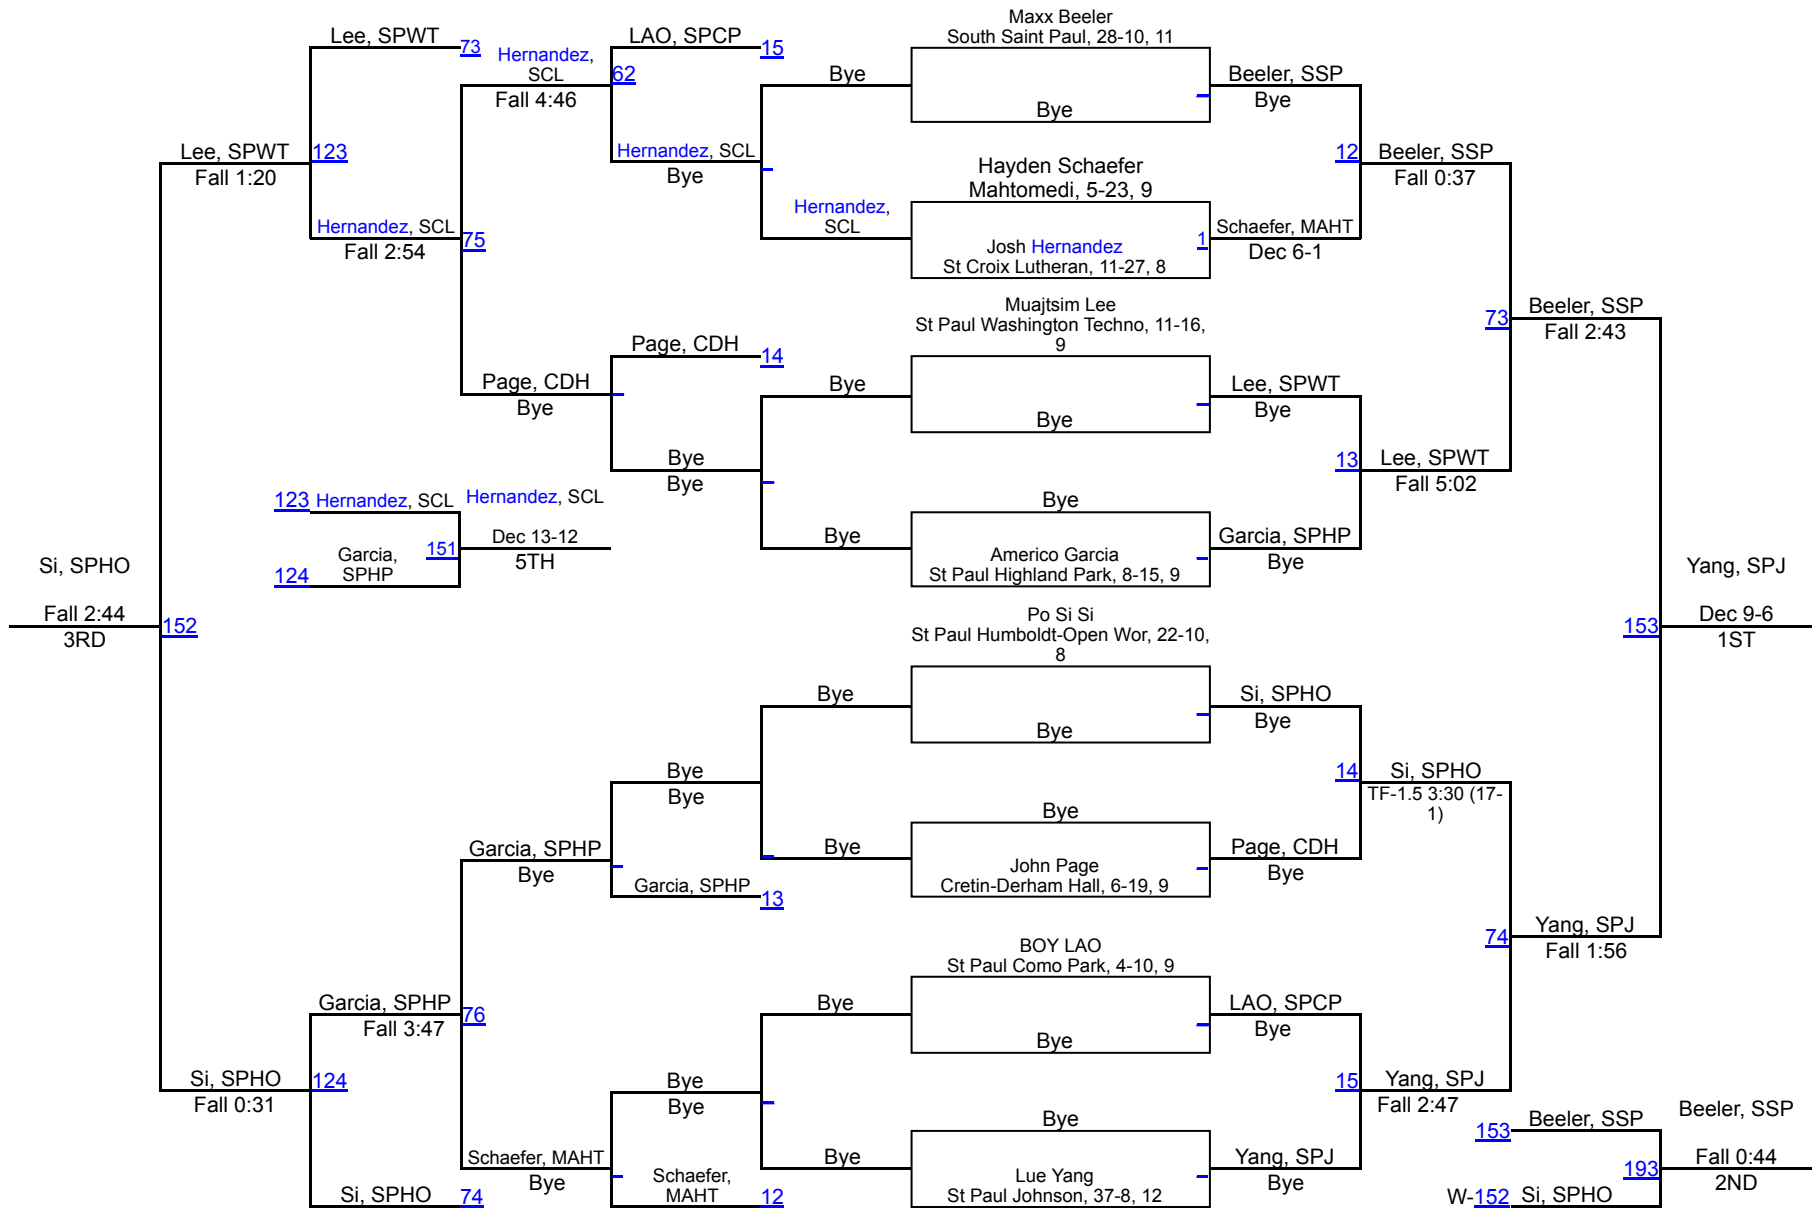 Maxx Beeler
South Saint Paul, 28-10, 11
Lee, SPWT
73
Hernandez,
SCL
Fall 4:46
LAO, SPCP
15
62
Bye
Bye
Beeler, SSP
Bye
Lee, SPWT
Fall 1:20
123
Hernandez, SCL
Bye
Hayden Schaefer
Mahtomedi, 5-23, 9
12
Beeler, SSP
Fall 0:37
Hernandez, SCL
Fall 2:54
75
Hernandez,
SCL
Josh Hernandez
St Croix Lutheran, 11-27, 8
1
Schaefer, MAHT
Dec 6-1
Muajtsim Lee
St Paul Washington Techno, 11-16,
9
73
Beeler, SSP
Fall 2:43
Page, CDH
14
Page, CDH
Bye
Bye
Bye
Lee, SPWT
Bye
Bye
Bye
13
Lee, SPWT
Fall 5:02
123
Hernandez, SCL
Hernandez, SCL
Bye
Garcia,
SPHP
124
151
Dec 13-12
5TH
Bye
Americo Garcia
St Paul Highland Park, 8-15, 9
Garcia, SPHP
Bye
Si, SPHO
Fall 2:44
3RD
152
Po Si Si
St Paul Humboldt-Open Wor, 22-10,
8
Yang, SPJ
153
Dec 9-6
1ST
Bye
Bye
Si, SPHO
Bye
Bye
Bye
14
Si, SPHO
TF-1.5 3:30 (17-
1)
Bye
Garcia, SPHP
Bye
Bye
John Page
Cretin-Derham Hall, 6-19, 9
Page, CDH
Bye
Garcia, SPHP
13
BOY LAO
St Paul Como Park, 4-10, 9
74
Yang, SPJ
Fall 1:56
Garcia, SPHP
Fall 3:47
76
Bye
Bye
LAO, SPCP
Bye
Si, SPHO
Fall 0:31
124
Bye
Bye
15
Yang, SPJ
Fall 2:47
Bye
153
Beeler, SSP
Beeler, SSP
Schaefer, MAHT
Bye
Schaefer,
MAHT
12
Bye
Lue Yang
St Paul Johnson, 37-8, 12
Yang, SPJ
Bye
193
Fall 0:44
2ND
Si, SPHO
74
W-152
Si, SPHO